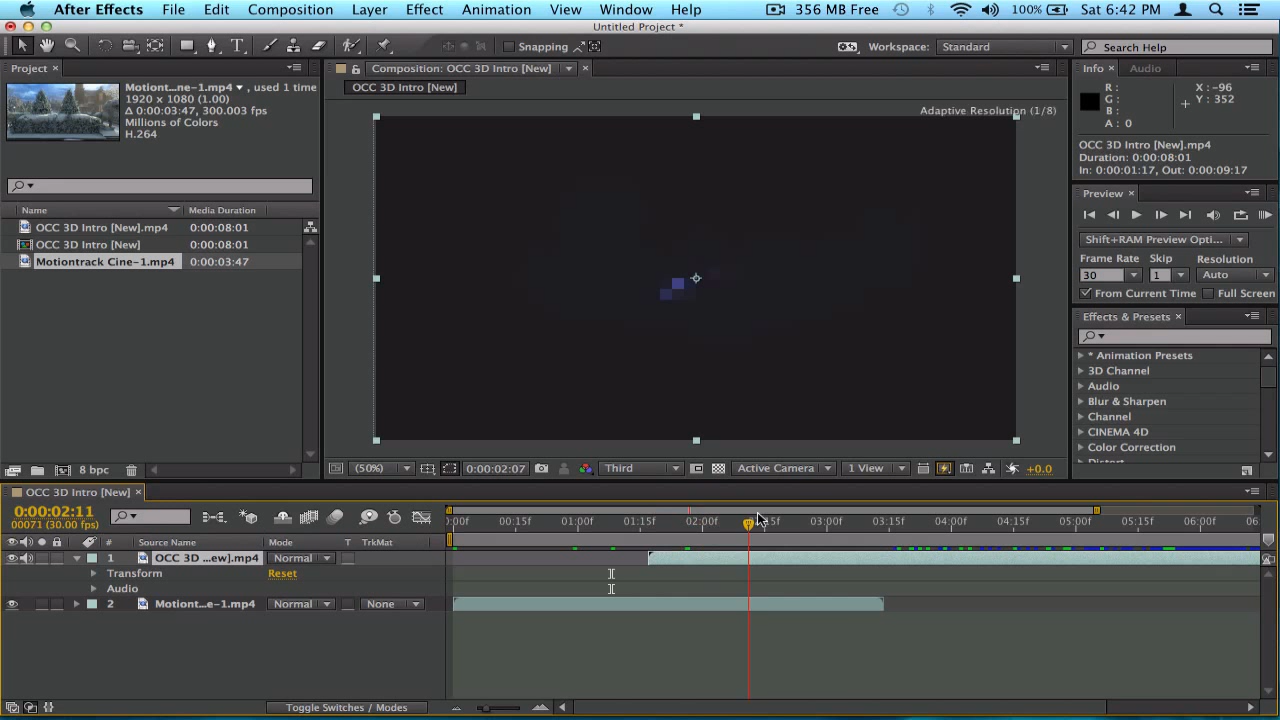 After Effects File Edit Composition Layer Effect Animation View Window Help 356 MB Free 100% Sat 6:42 PM
Untitled Project *
Snapping Workspace: Standard Search Help
Project Composition: OCC 3D Intro [New] Info Audio
OCC 3D Intro [New]
Motiont...ne-1.mp4 , used 1 time
1920 x 1080 (1.00)
Δ 0:00:03:47, 300.003 fps
Millions of Colors
H.264
Adaptive Resolution (1/8)
R :
G :
B :
A : 0
X : -96
Y : 352
OCC 3D Intro [New].mp4
Duration: 0:00:08:01
In: 0:00:01:17, Out: 0:00:09:17
Name Media Duration
OCC 3D Intro [New].mp4 0:00:08:01
OCC 3D Intro [New] 0:00:08:01
Motiontrack Cine-1.mp4 0:00:03:47
Preview
Shift+RAM Preview Opti...
Frame Rate Skip Resolution
30 1 Auto
From Current Time Full Screen
Effects & Presets
* Animation Presets
3D Channel
Audio
Blur & Sharpen
Channel
CINEMA 4D
Color Correction
8 bpc
(50%) 0:00:02:07 Third Active Camera 1 View +0.0
OCC 3D Intro [New]
0:00:02:11
00071 (30.00 fps)
:00f 00:15f 01:00f 01:15f 02:00f 02:15f 03:00f 03:15f 04:00f 04:15f 05:00f 05:15f 06
# Source Name Mode T TrkMat
1 OCC 3D ...ew].mp4 Normal
Transform Reset
Audio
2 Motiont...e-1.mp4 Normal None
Toggle Switches / Modes